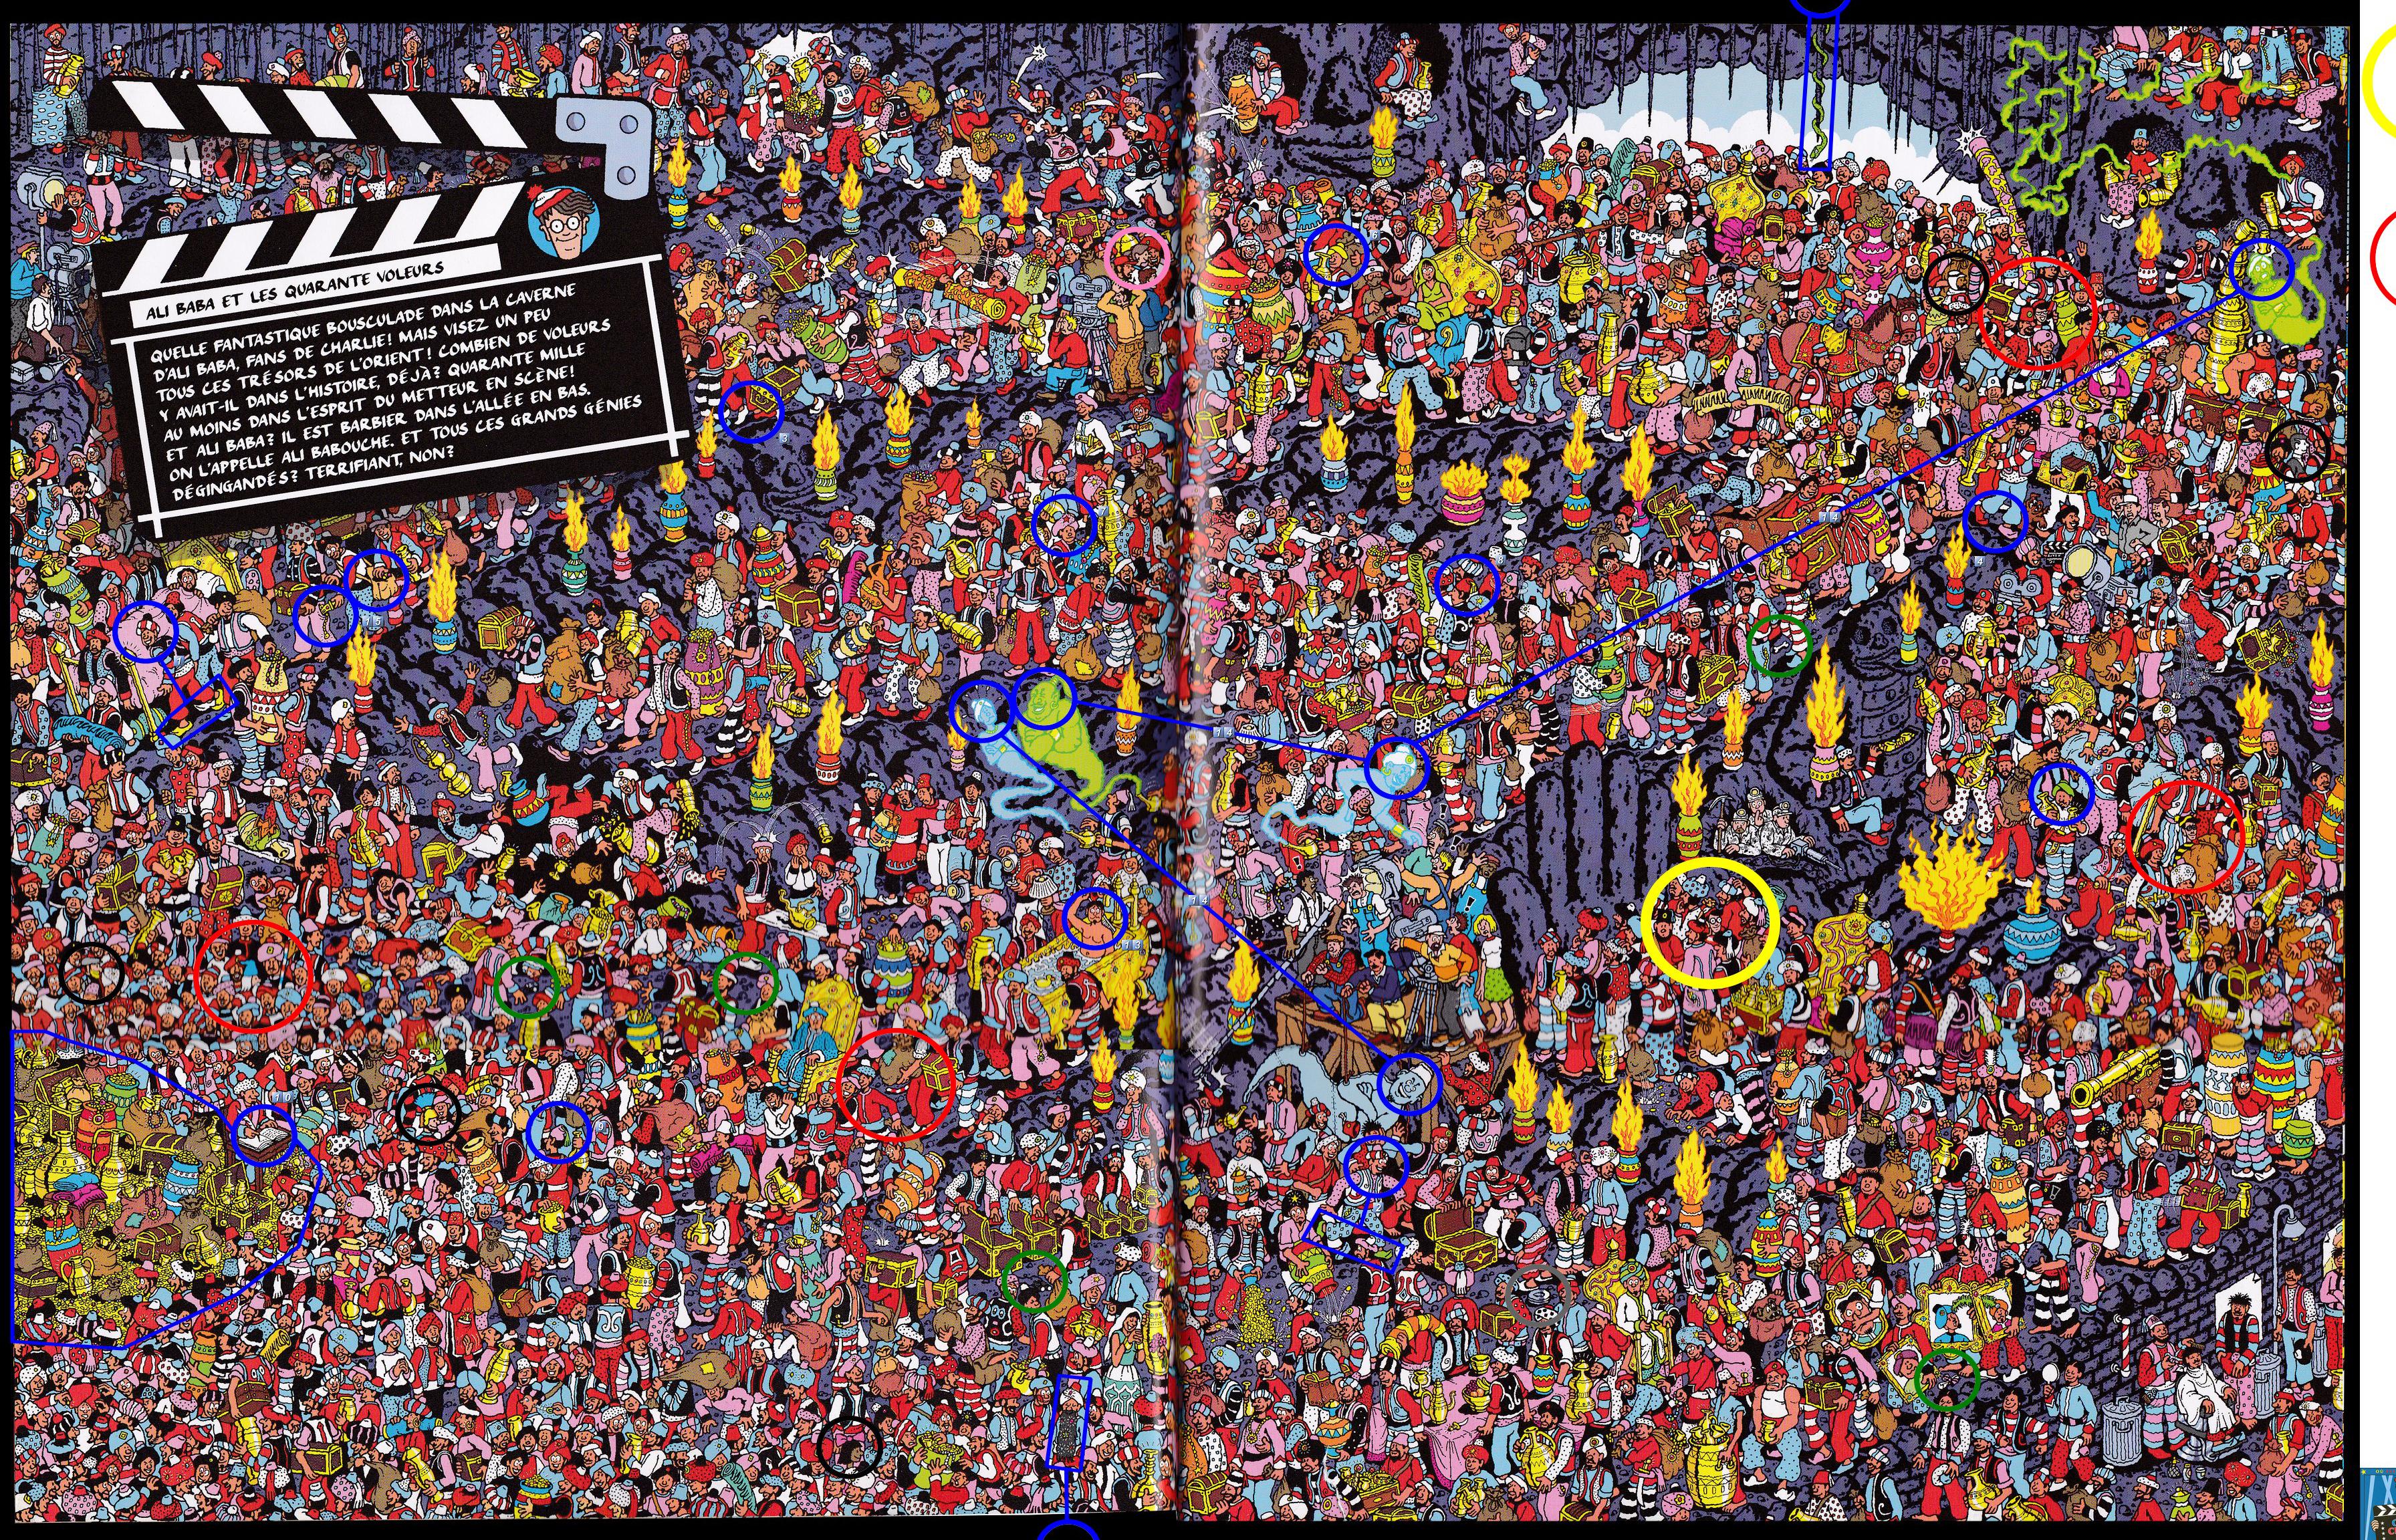 ALI BABA ET LES QUARANTE VOLEURS
QUELLE FANTASTIQUE BOUSCULADE DANS LA CAVERNE
D'ALI BABA, FANS DE CHARLIE! MAIS VISEZ UN PEU
TOUS CES TRÉSORS DE L'ORIENT! COMBIEN DE VOLEURS
Y AVAIT-IL DANS L'HISTOIRE, DÉJÀ? QUARANTE MILLE
AU MOINS DANS L'ESPRIT DU METTEUR EN SCÈNE!
ET ALI BABA? IL EST BARBIER DANS L'ALLÉE EN BAS.
ON L'APPELLE ALI BABOUCHE. ET TOUS CES GRANDS GÉNIES
DÉGINGANDÉS? TERRIFIANT, NON?